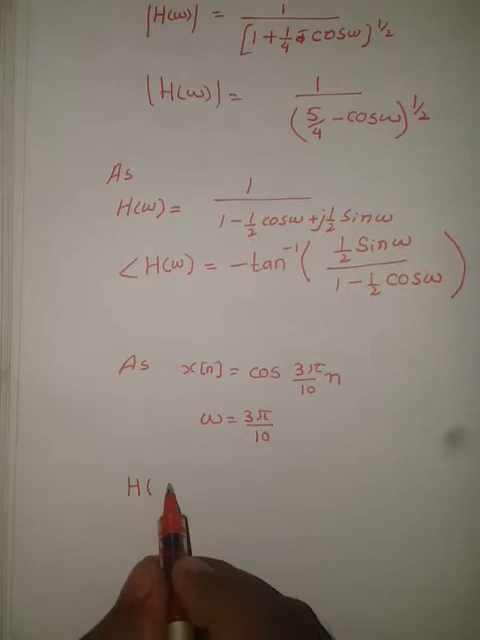 |H(ω)| = 1 / [1 + 1/4 - cosω]^1/2
|H(ω)| = 1 / (5/4 - cosω)^1/2
As
H(ω) = 1 / 1 - 1/2 cosω + j 1/2 Sinω
∠H(ω) = -tan^-1 ( 1/2 Sinω / 1 - 1/2 cosω )
As x[n] = cos 3π/10 n
ω = 3π/10
H(